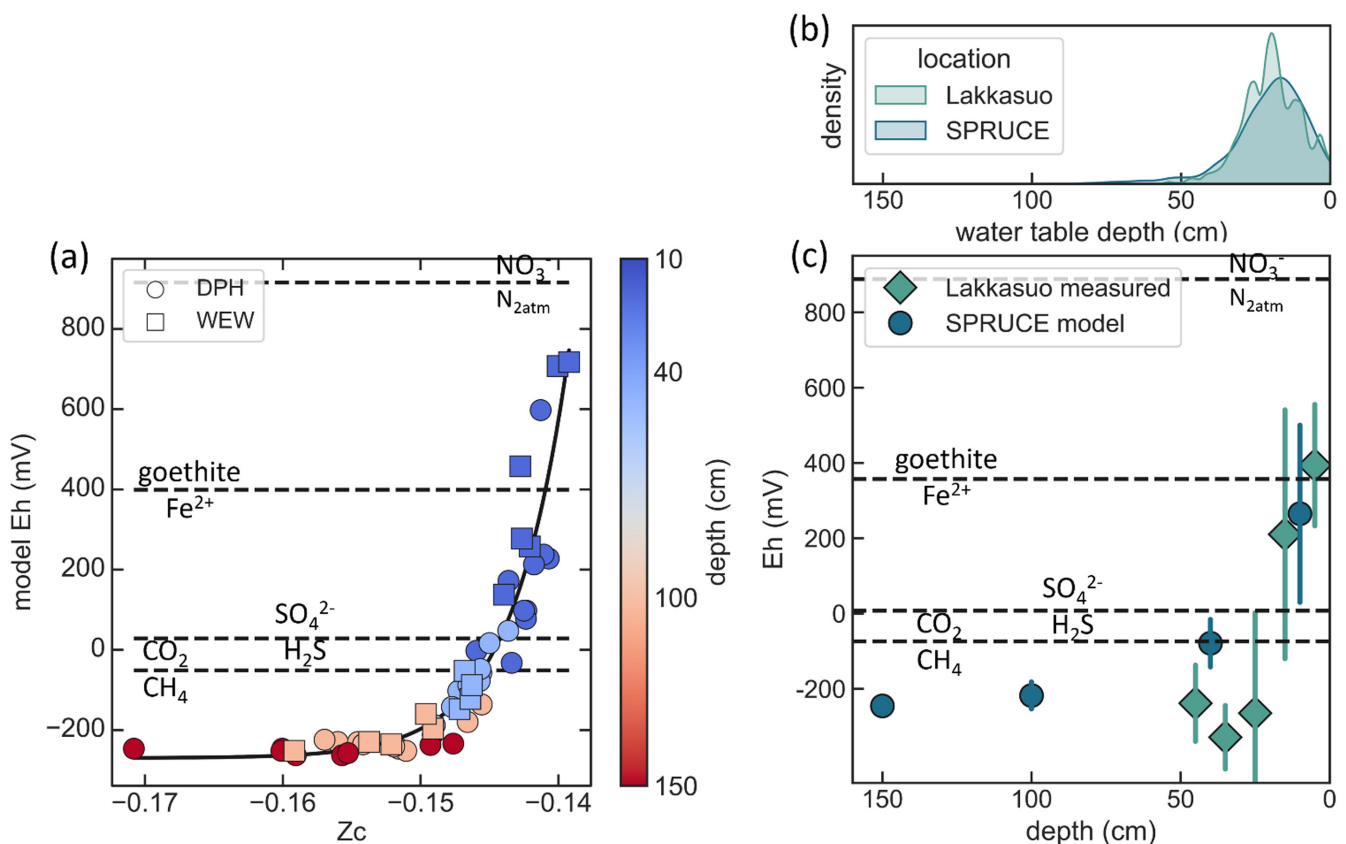 (b)
location
Lakkasuo
SPRUCE
density
150
100
50
0
water table depth (cm)
(a)
DPH
WEW
NO₃⁻
N₂atm
goethite
Fe²⁺
SO₄²⁻
H₂S
CO₂
CH₄
800
600
400
200
0
−200
model Eh (mV)
−0.17
−0.16
−0.15
−0.14
Zc
10
40
100
150
depth (cm)
(c)
Lakkasuo measured
SPRUCE model
NO₃⁻
N₂atm
goethite
Fe²⁺
SO₄²⁻
H₂S
CO₂
CH₄
800
600
400
200
0
-200
Eh (mV)
150
100
50
0
depth (cm)